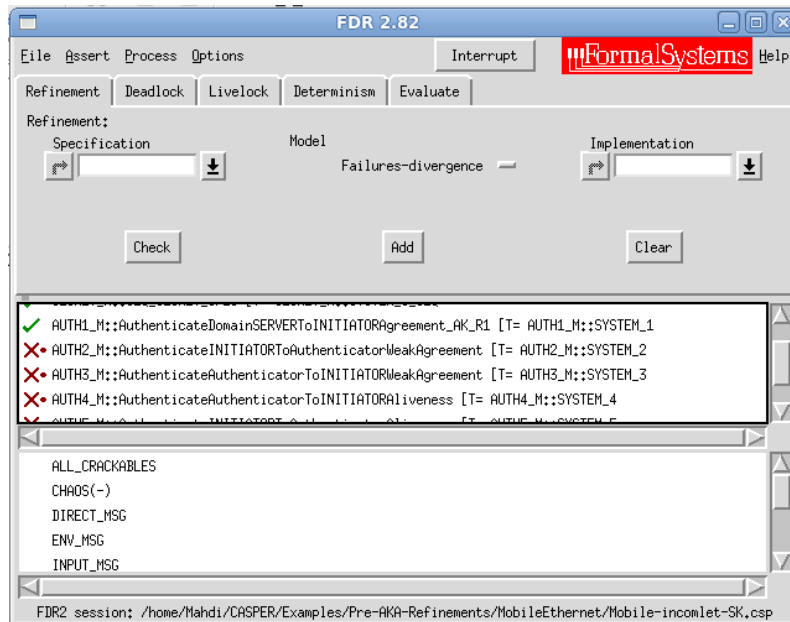 FDR 2.82
File Assert Process Options Interrupt FormalSystems Help
Refinement Deadlock Livelock Determinism Evaluate
Refinement:
Specification Model Implementation
Failures-divergence
Check Add Clear
AUTH1_M::AuthenticateDomainSERVERToINITIATORAgreement_AK_R1 [T= AUTH1_M::SYSTEM_1
AUTH2_M::AuthenticateINITIATORToAuthenticatorWeakAgreement [T= AUTH2_M::SYSTEM_2
AUTH3_M::AuthenticateAuthenticatorToINITIATORWeakAgreement [T= AUTH3_M::SYSTEM_3
AUTH4_M::AuthenticateAuthenticatorToINITIATORAliveness [T= AUTH4_M::SYSTEM_4
ALL_CRACKABLES
CHAOS(-)
DIRECT_MSG
ENV_MSG
INPUT_MSG
FDR2 session: /home/Mahdi/CASPER/Examples/Pre-AKA-Refinements/MobileEthernet/Mobile-incomlet-SK.csp